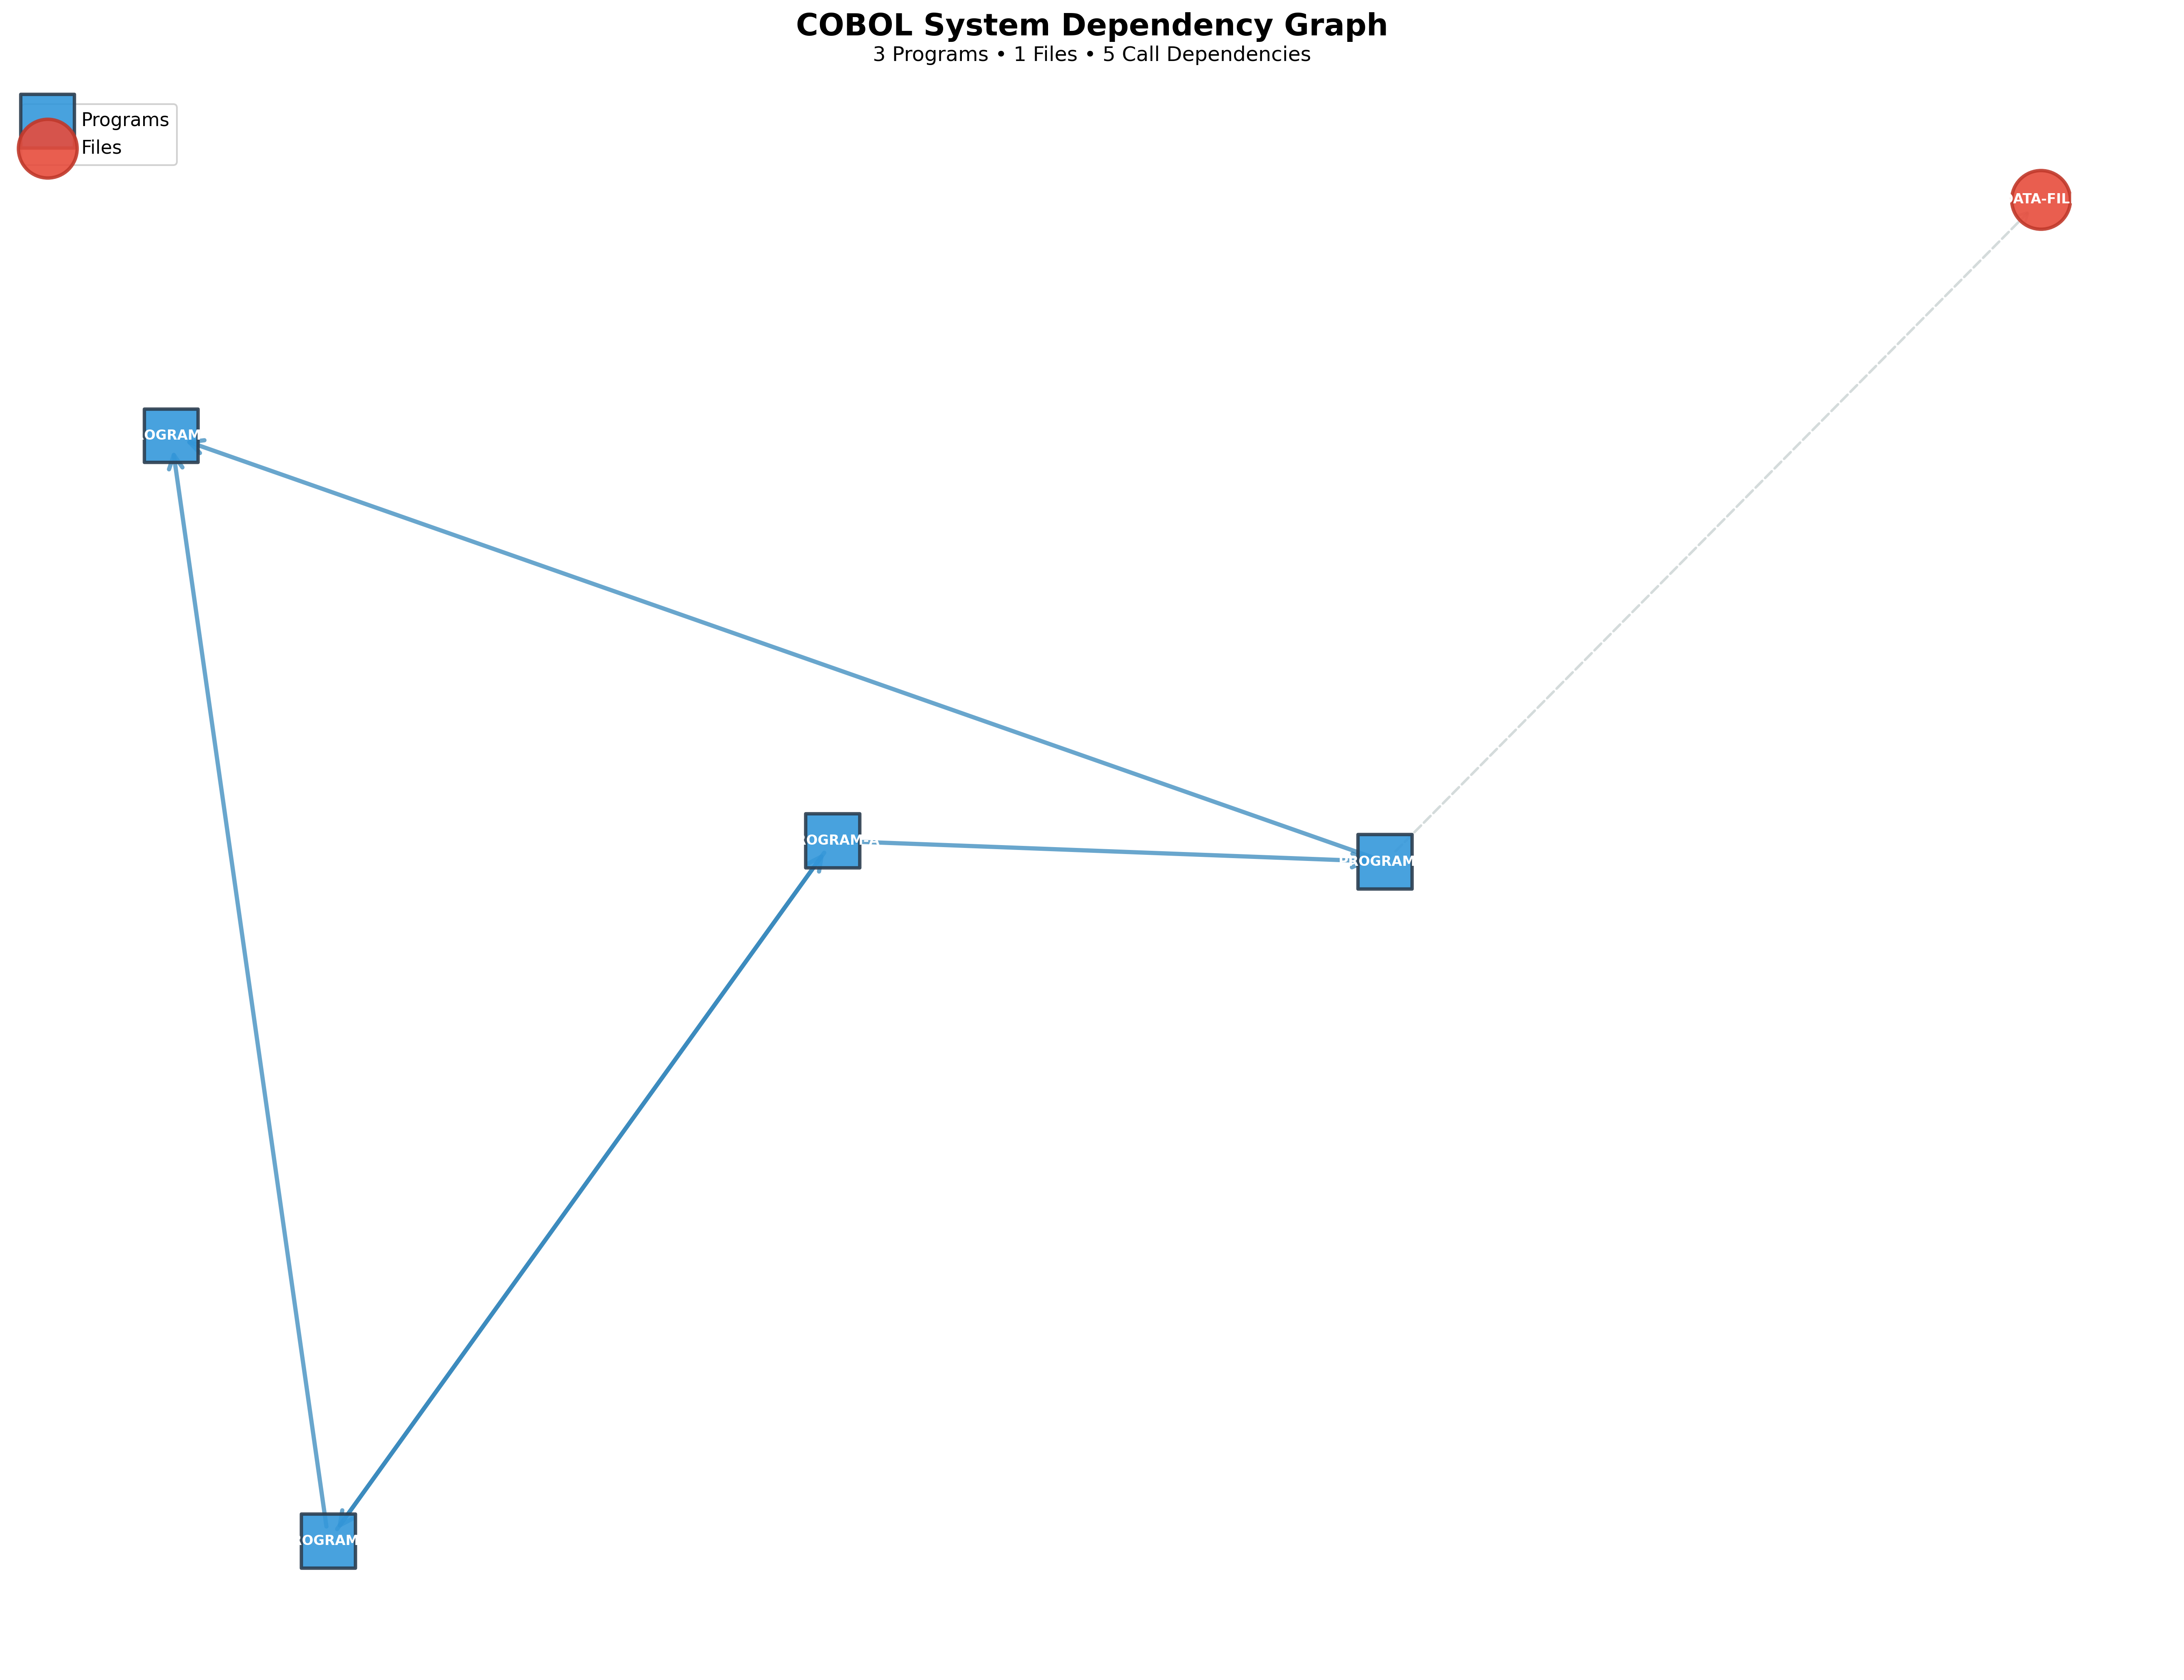 COBOL System Dependency Graph
3 Programs • 1 Files • 5 Call Dependencies
Programs
Files
DATA-FIL
OGRAM
ROGRAM-A
PROGRAM
ROGRAM